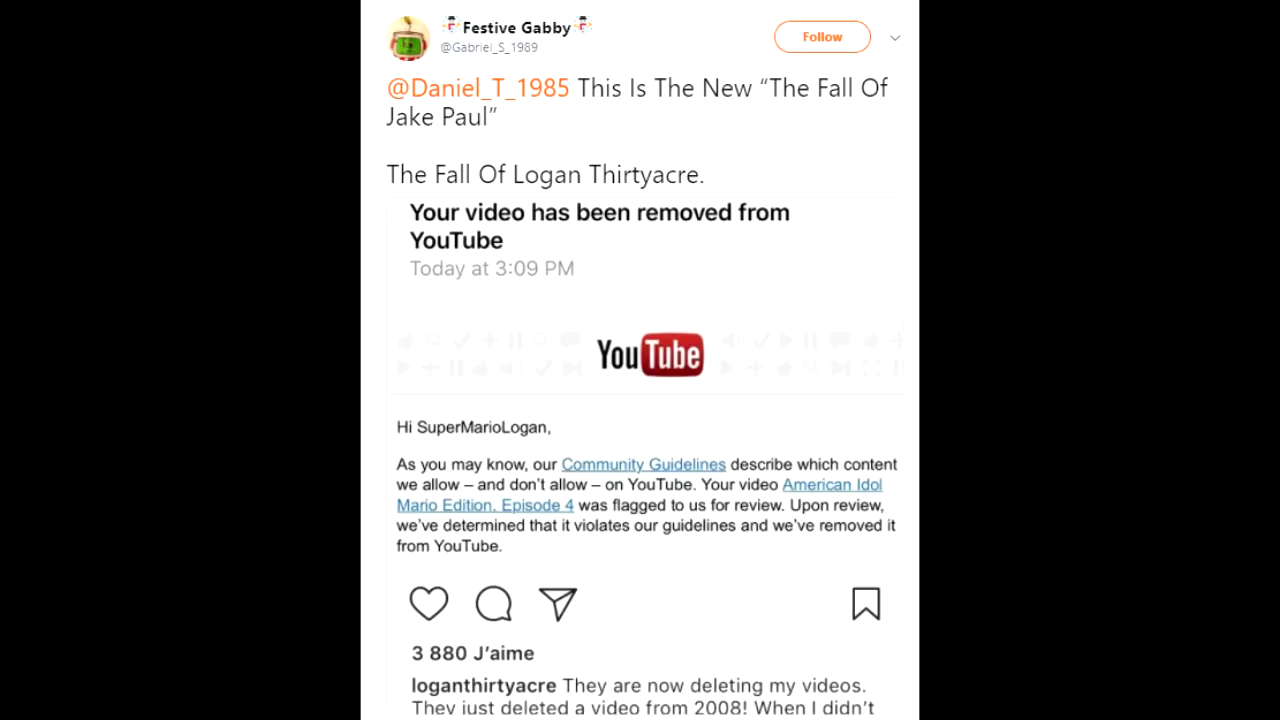 Festive Gabby
@Gabriel_S_1989
Follow
@Daniel_T_1985 This Is The New “The Fall Of
Jake Paul”
The Fall Of Logan Thirtyacre.
Your video has been removed from
YouTube
Today at 3:09 PM
YouTube
Hi SuperMarioLogan,
As you may know, our Community Guidelines describe which content
we allow – and don’t allow – on YouTube. Your video American Idol
Mario Edition. Episode 4 was flagged to us for review. Upon review,
we’ve determined that it violates our guidelines and we’ve removed it
from YouTube.
3 880 J’aime
loganthirtyacre They are now deleting my videos.
They just deleted a video from 2008! When I didn’t